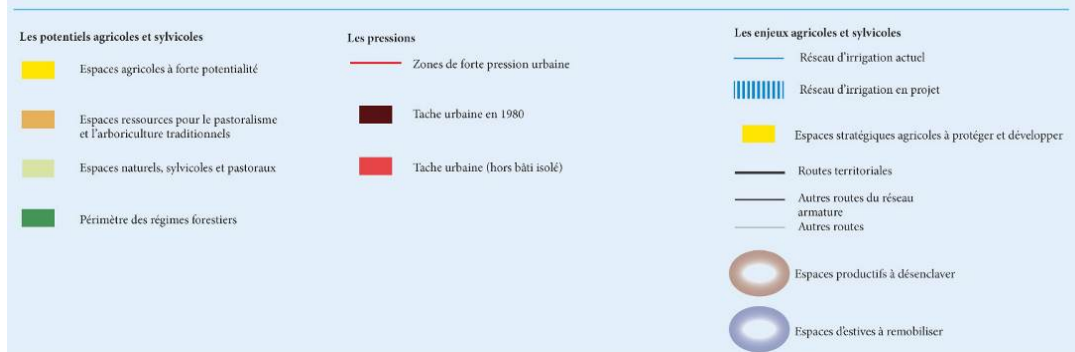 Les potentiels agricoles et sylvicoles
Espaces agricoles à forte potentialité
Espaces ressources pour le pastoralisme
et l'arboriculture traditionnels
Espaces naturels, sylvicoles et pastoraux
Périmètre des régimes forestiers
Les pressions
Zones de forte pression urbaine
Tache urbaine en 1980
Tache urbaine (hors bâti isolé)
Les enjeux agricoles et sylvicoles
Réseau d'irrigation actuel
Réseau d'irrigation en projet
Espaces stratégiques agricoles à protéger et développer
Routes territoriales
Autres routes du réseau
armature
Autres routes
Espaces productifs à désenclaver
Espaces d'estives à remobiliser